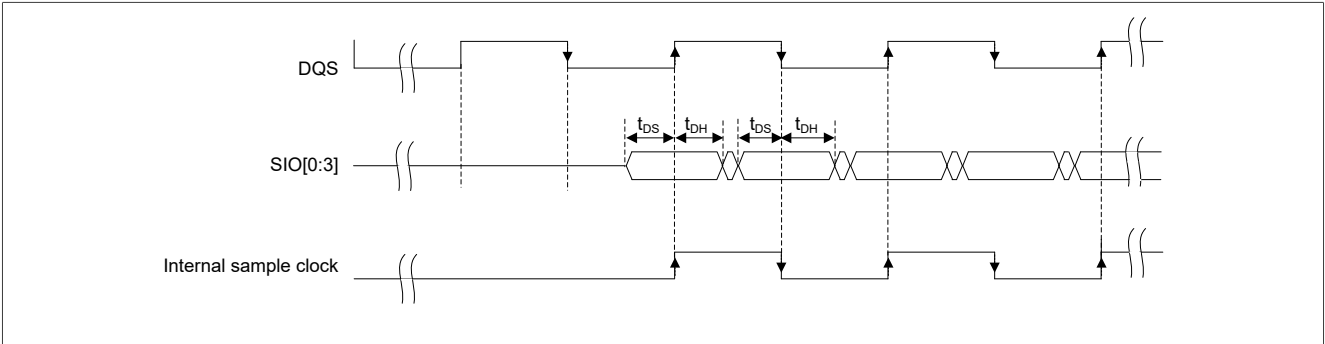 DQS
tDS tDH tDS tDH
SIO[0:3]
Internal sample clock